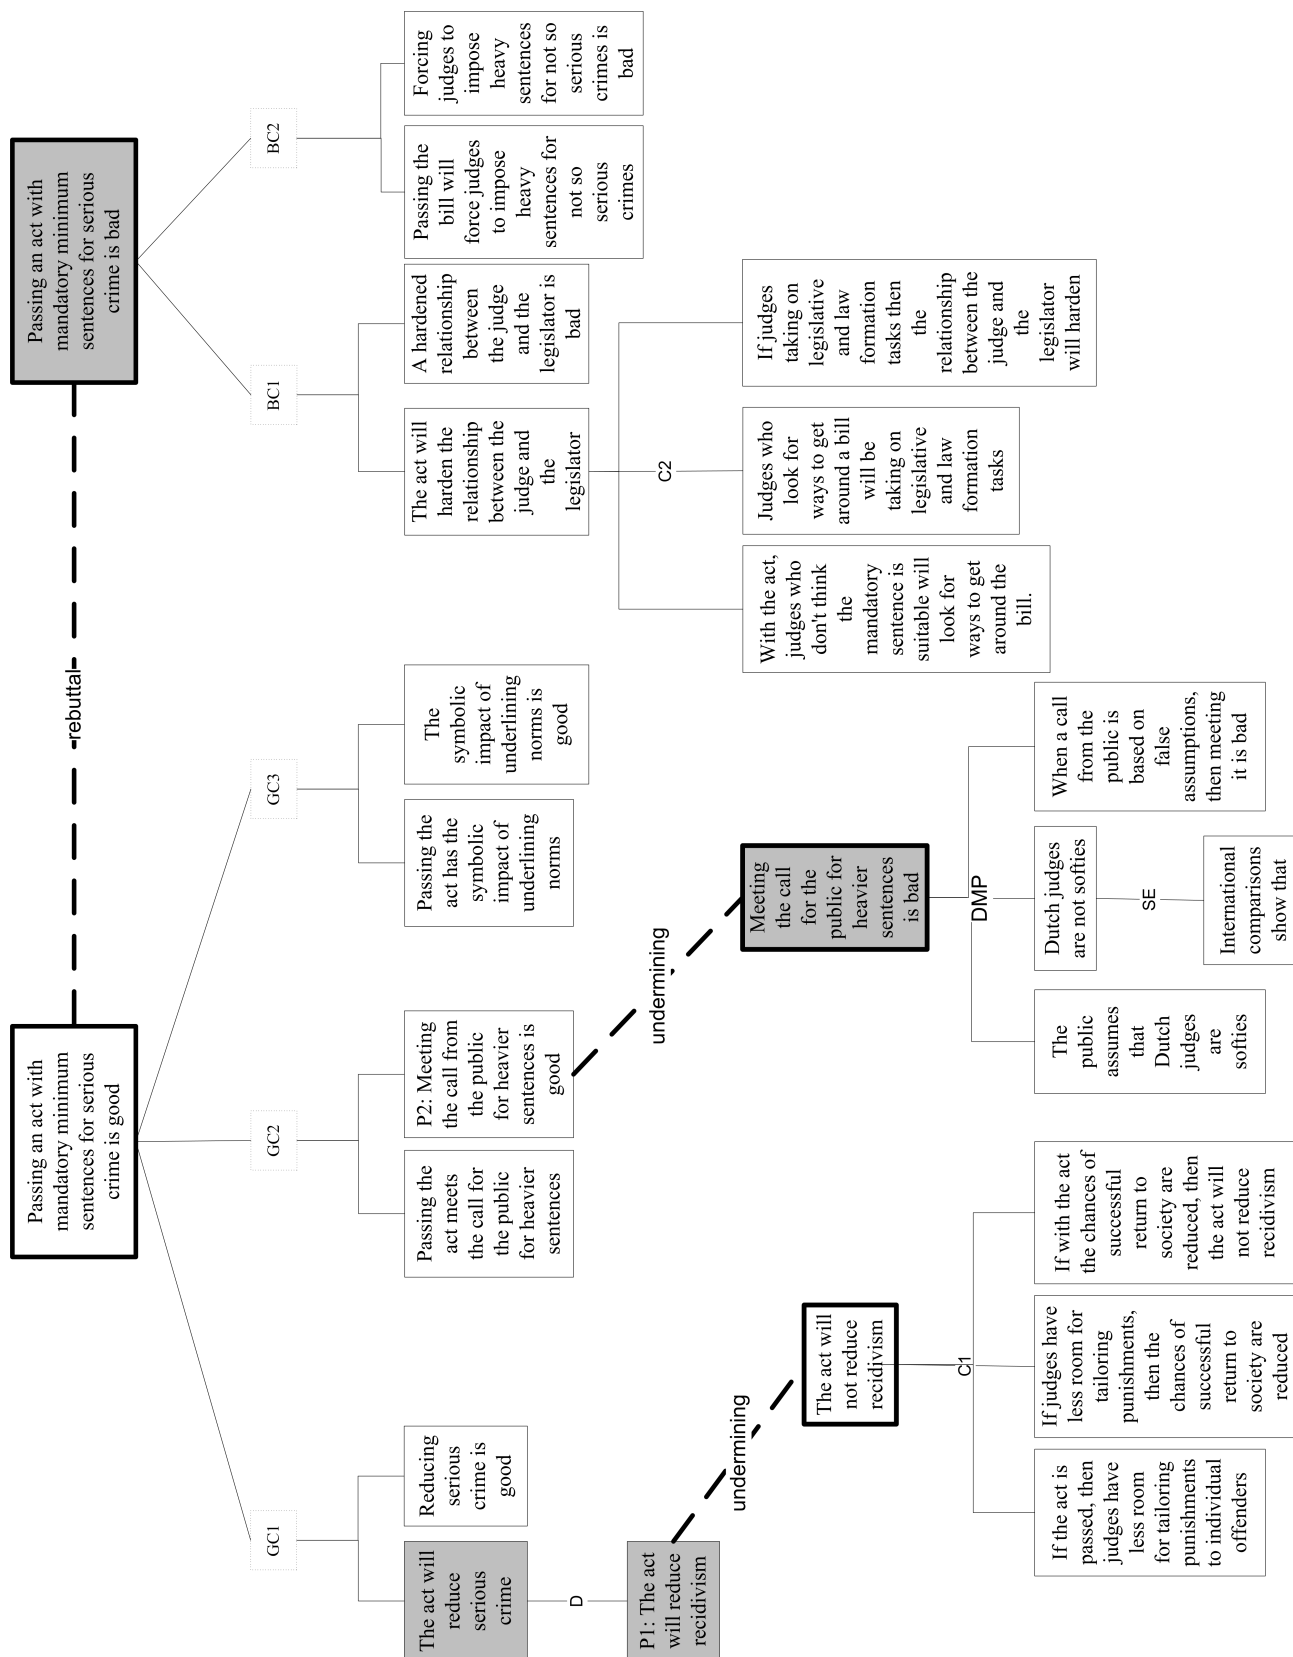 Passing an act with
mandatory minimum
sentences for serious
crime is good
rebuttal
Passing an act with
mandatory minimum
sentences for serious
crime is bad
GC1
GC2
GC3
BC1
BC2
The act will
reduce
serious
crime
Reducing
serious
crime is
good
Passing the
act meets
the call for
the public
for heavier
sentences
P2: Meeting
the call from
the public
for heavier
sentences is
good
Passing the
act has the
symbolic
impact of
underlining
norms
The
symbolic
impact of
underlining
norms is
good
The act will
harden the
relationship
between the
judge and
the
legislator
A hardened
relationship
between
the judge
and the
legislator is
bad
Passing the
bill will
force judges
to impose
heavy
sentences for
not so
serious
crimes
Forcing
judges to
impose
heavy
sentences
for not so
serious
crimes is
bad
D
P1: The act
will reduce
recidivism
undermining
undermining
C2
The act will
not reduce
recidivism
Meeting
the call
for the
public for
heavier
sentences
is bad
With the act,
judges who
don't think
the
mandatory
sentence is
suitable will
look for
ways to get
around the
bill.
Judges who
look for
ways to get
around a bill
will be
taking on
legislative
and law
formation
tasks
If judges
taking on
legislative
and law
formation
tasks then
the
relationship
between the
judge and
the
legislator
will harden
C1
DMP
If the act is
passed, then
judges have
less room
for tailoring
punishments
to individual
offenders
If judges have
less room for
tailoring
punishments,
then the
chances of
successful
return to
society are
reduced
If with the act
the chances of
successful
return to
society are
reduced, then
the act will
not reduce
recidivism
The
public
assumes
that
Dutch
judges
are
softies
Dutch judges
are not softies
When a call
from the
public is
based on
false
assumptions,
then meeting
it is bad
SE
International
comparisons
show that